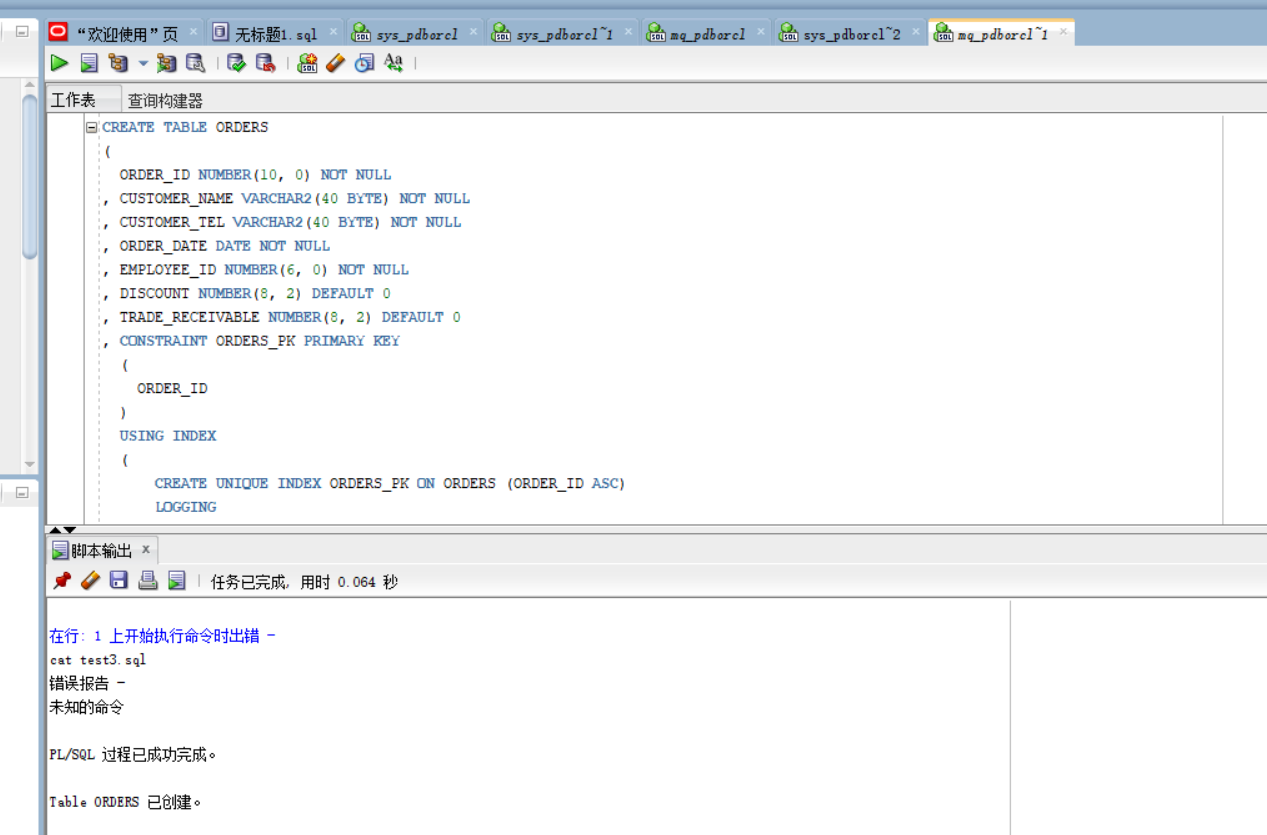 “欢迎使用”页 × 无标题1.sql × sys_pdborcl × sys_pdborcl~1 × mq_pdborcl × sys_pdborcl~2 × mq_pdborcl~1 ×
工作表 查询构建器
CREATE TABLE ORDERS
(
ORDER_ID NUMBER(10, 0) NOT NULL
, CUSTOMER_NAME VARCHAR2(40 BYTE) NOT NULL
, CUSTOMER_TEL VARCHAR2(40 BYTE) NOT NULL
, ORDER_DATE DATE NOT NULL
, EMPLOYEE_ID NUMBER(6, 0) NOT NULL
, DISCOUNT NUMBER(8, 2) DEFAULT 0
, TRADE_RECEIVABLE NUMBER(8, 2) DEFAULT 0
, CONSTRAINT ORDERS_PK PRIMARY KEY
(
ORDER_ID
)
USING INDEX
(
CREATE UNIQUE INDEX ORDERS_PK ON ORDERS (ORDER_ID ASC)
LOGGING
脚本输出 ×
任务已完成, 用时 0.064 秒
在行: 1 上开始执行命令时出错 -
cat test3.sql
错误报告 -
未知的命令
PL/SQL 过程已成功完成。
Table ORDERS 已创建。